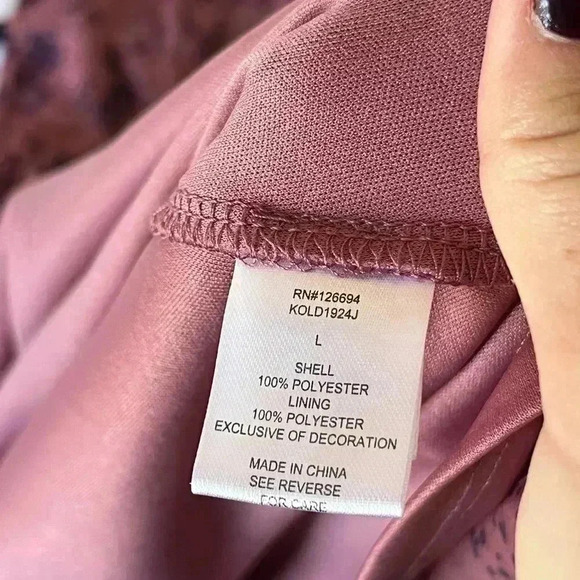 RN#126694
KOLD1924J
L
SHELL
100% POLYESTER
LINING
100% POLYESTER
EXCLUSIVE OF DECORATION
MADE IN CHINA
SEE REVERSE
FOR CARE